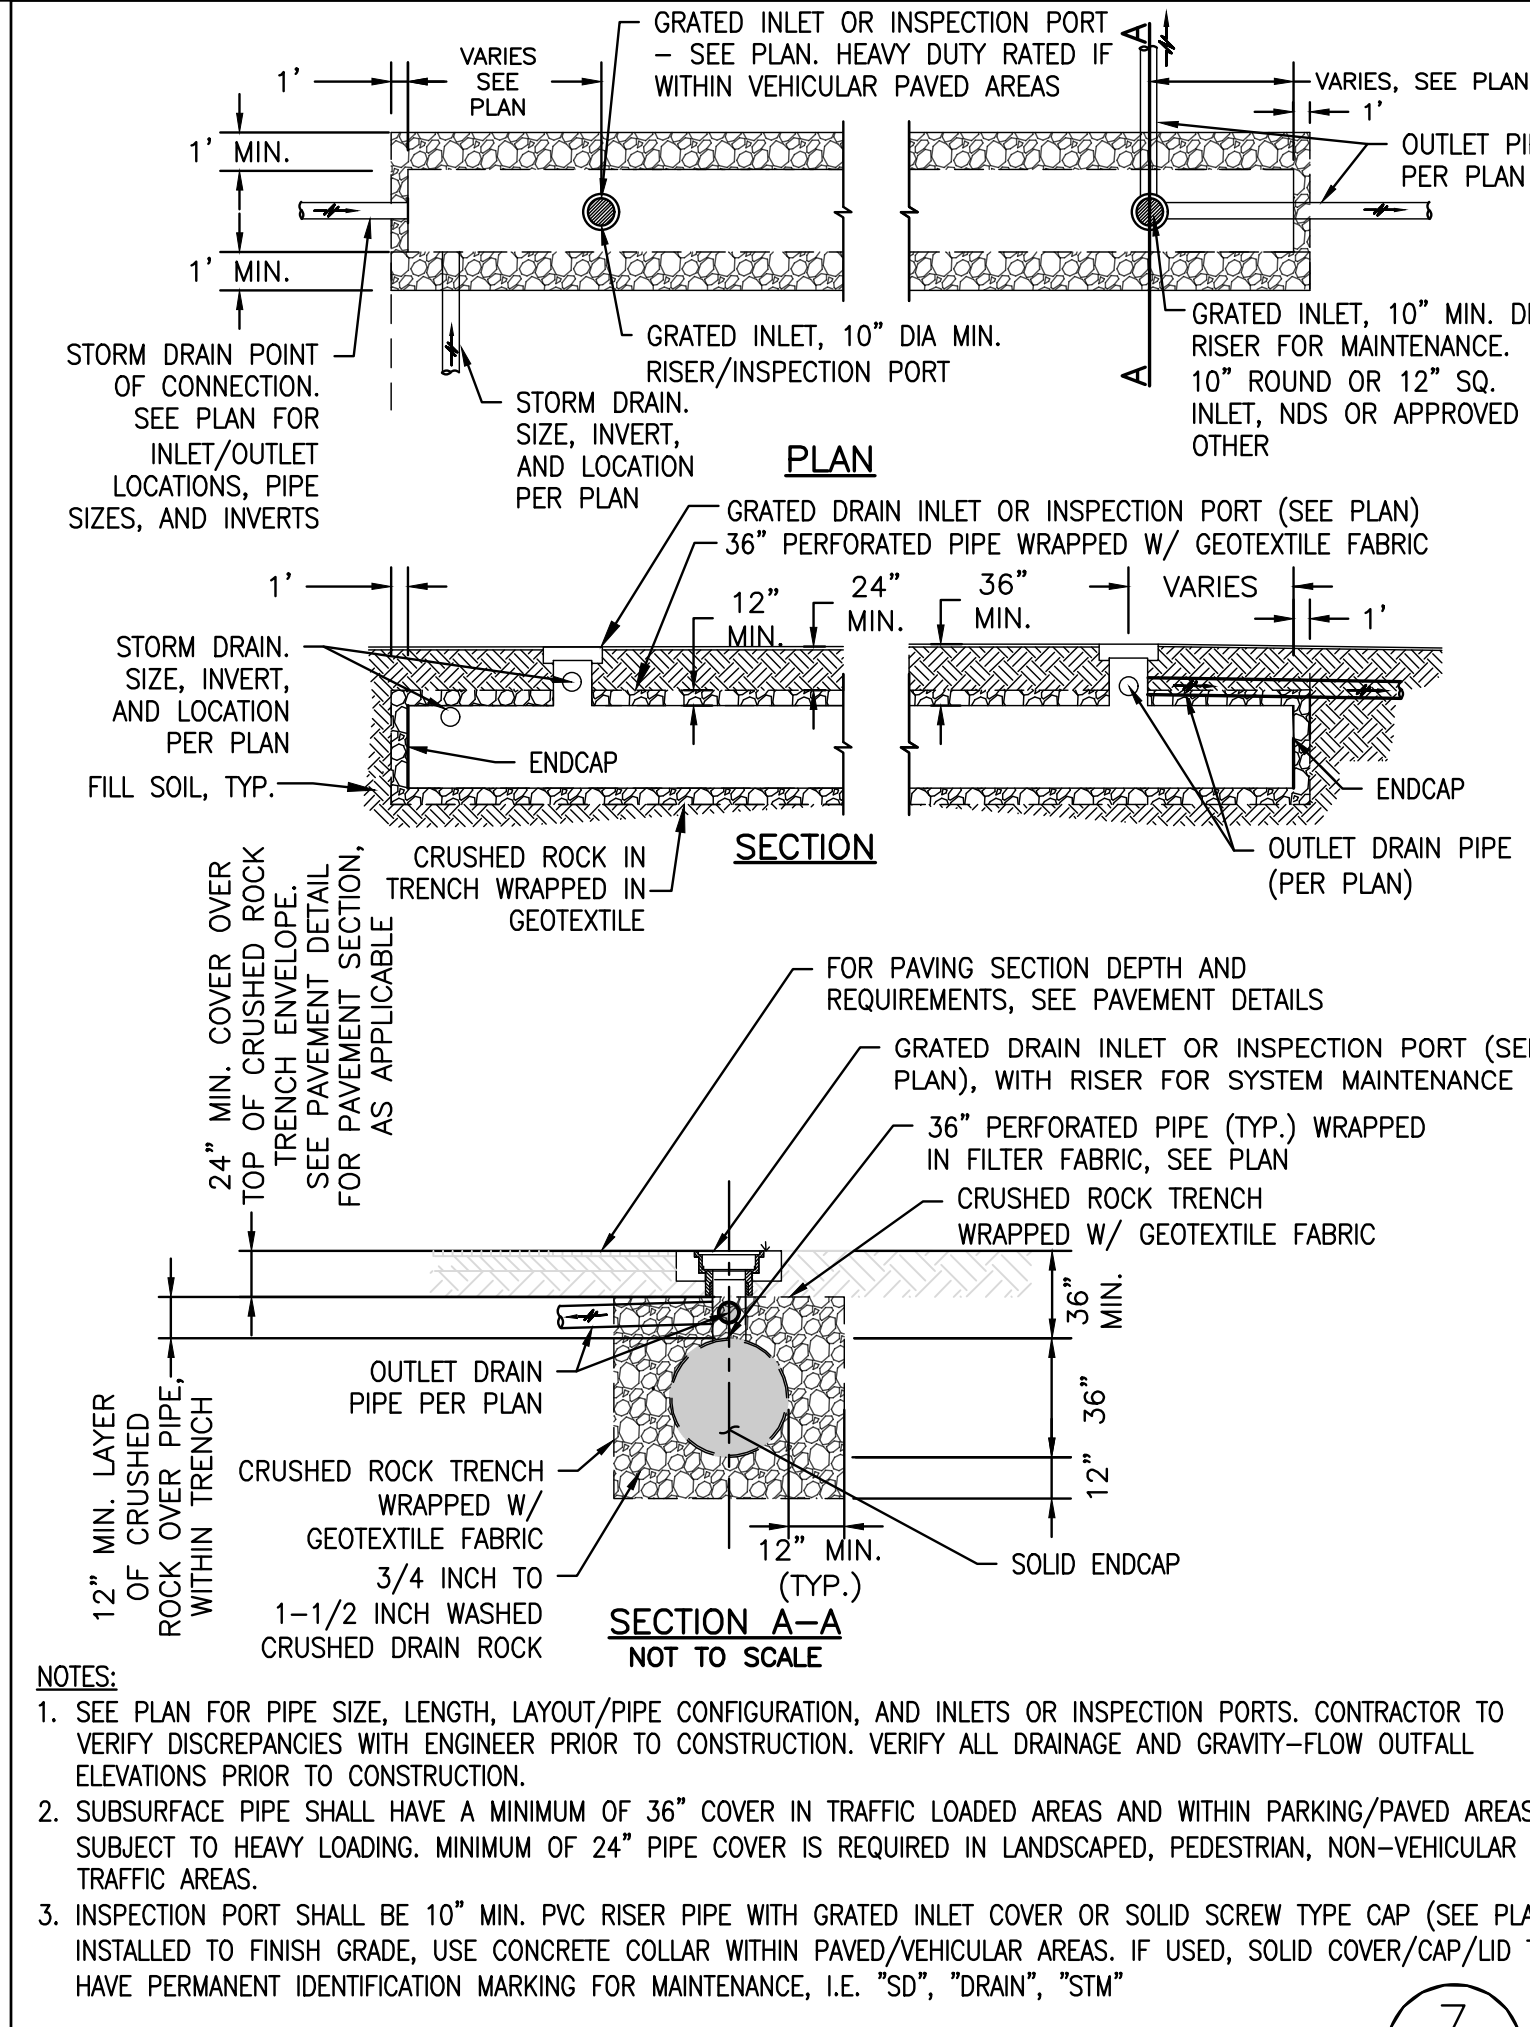 GRATED INLET OR INSPECTION PORT
– SEE PLAN. HEAVY DUTY RATED IF
WITHIN VEHICULAR PAVED AREAS
VARIES
SEE
PLAN
1'
A
VARIES, SEE PLAN
1'
1' MIN.
OUTLET
PER PLAN
1' MIN.
GRATED INLET, 10" MIN.
RISER FOR MAINTENANCE.
10" ROUND OR 12" SQ.
INLET, NDS OR APPROVED
OTHER
GRATED INLET, 10" DIA MIN.
RISER/INSPECTION PORT
A
STORM DRAIN POINT
OF CONNECTION.
SEE PLAN FOR
INLET/OUTLET
LOCATIONS, PIPE
SIZES, AND INVERTS
STORM DRAIN.
SIZE, INVERT,
AND LOCATION
PER PLAN
PLAN
GRATED DRAIN INLET OR INSPECTION PORT (SEE PLAN)
36" PERFORATED PIPE WRAPPED W/ GEOTEXTILE FABRIC
1'
12"
MIN.
24"
MIN.
36"
MIN.
VARIES
1'
STORM DRAIN.
SIZE, INVERT,
AND LOCATION
PER PLAN
ENDCAP
FILL SOIL, TYP.
ENDCAP
CRUSHED ROCK IN
TRENCH WRAPPED IN
GEOTEXTILE
SECTION
OUTLET DRAIN PIPE
(PER PLAN)
24" MIN. COVER OVER
TOP OF CRUSHED ROCK
TRENCH ENVELOPE.
SEE PAVEMENT DETAIL
FOR PAVEMENT SECTION,
AS APPLICABLE
FOR PAVING SECTION DEPTH AND
REQUIREMENTS, SEE PAVEMENT DETAILS
GRATED DRAIN INLET OR INSPECTION PORT (SEE
PLAN), WITH RISER FOR SYSTEM MAINTENANCE
36" PERFORATED PIPE (TYP.) WRAPPED
IN FILTER FABRIC, SEE PLAN
CRUSHED ROCK TRENCH
WRAPPED W/ GEOTEXTILE FABRIC
36"
MIN.
36"
12"
OUTLET DRAIN
PIPE PER PLAN
12" MIN. LAYER
OF CRUSHED
ROCK OVER PIPE,
WITHIN TRENCH
CRUSHED ROCK TRENCH
WRAPPED W/
GEOTEXTILE FABRIC
3/4 INCH TO
1–1/2 INCH WASHED
CRUSHED DRAIN ROCK
12" MIN.
(TYP.)
SOLID ENDCAP
SECTION A–A
NOT TO SCALE
NOTES:
1. SEE PLAN FOR PIPE SIZE, LENGTH, LAYOUT/PIPE CONFIGURATION, AND INLETS OR INSPECTION PORTS. CONTRACTOR TO
VERIFY DISCREPANCIES WITH ENGINEER PRIOR TO CONSTRUCTION. VERIFY ALL DRAINAGE AND GRAVITY–FLOW OUTFALL
ELEVATIONS PRIOR TO CONSTRUCTION.
2. SUBSURFACE PIPE SHALL HAVE A MINIMUM OF 36" COVER IN TRAFFIC LOADED AREAS AND WITHIN PARKING/PAVED AREAS
SUBJECT TO HEAVY LOADING. MINIMUM OF 24" PIPE COVER IS REQUIRED IN LANDSCAPED, PEDESTRIAN, NON–VEHICULAR
TRAFFIC AREAS.
3. INSPECTION PORT SHALL BE 10" MIN. PVC RISER PIPE WITH GRATED INLET COVER OR SOLID SCREW TYPE CAP (SEE
INSTALLED TO FINISH GRADE, USE CONCRETE COLLAR WITHIN PAVED/VEHICULAR AREAS. IF USED, SOLID COVER/CAP/LID
HAVE PERMANENT IDENTIFICATION MARKING FOR MAINTENANCE, I.E. "SD", "DRAIN", "STM"
7